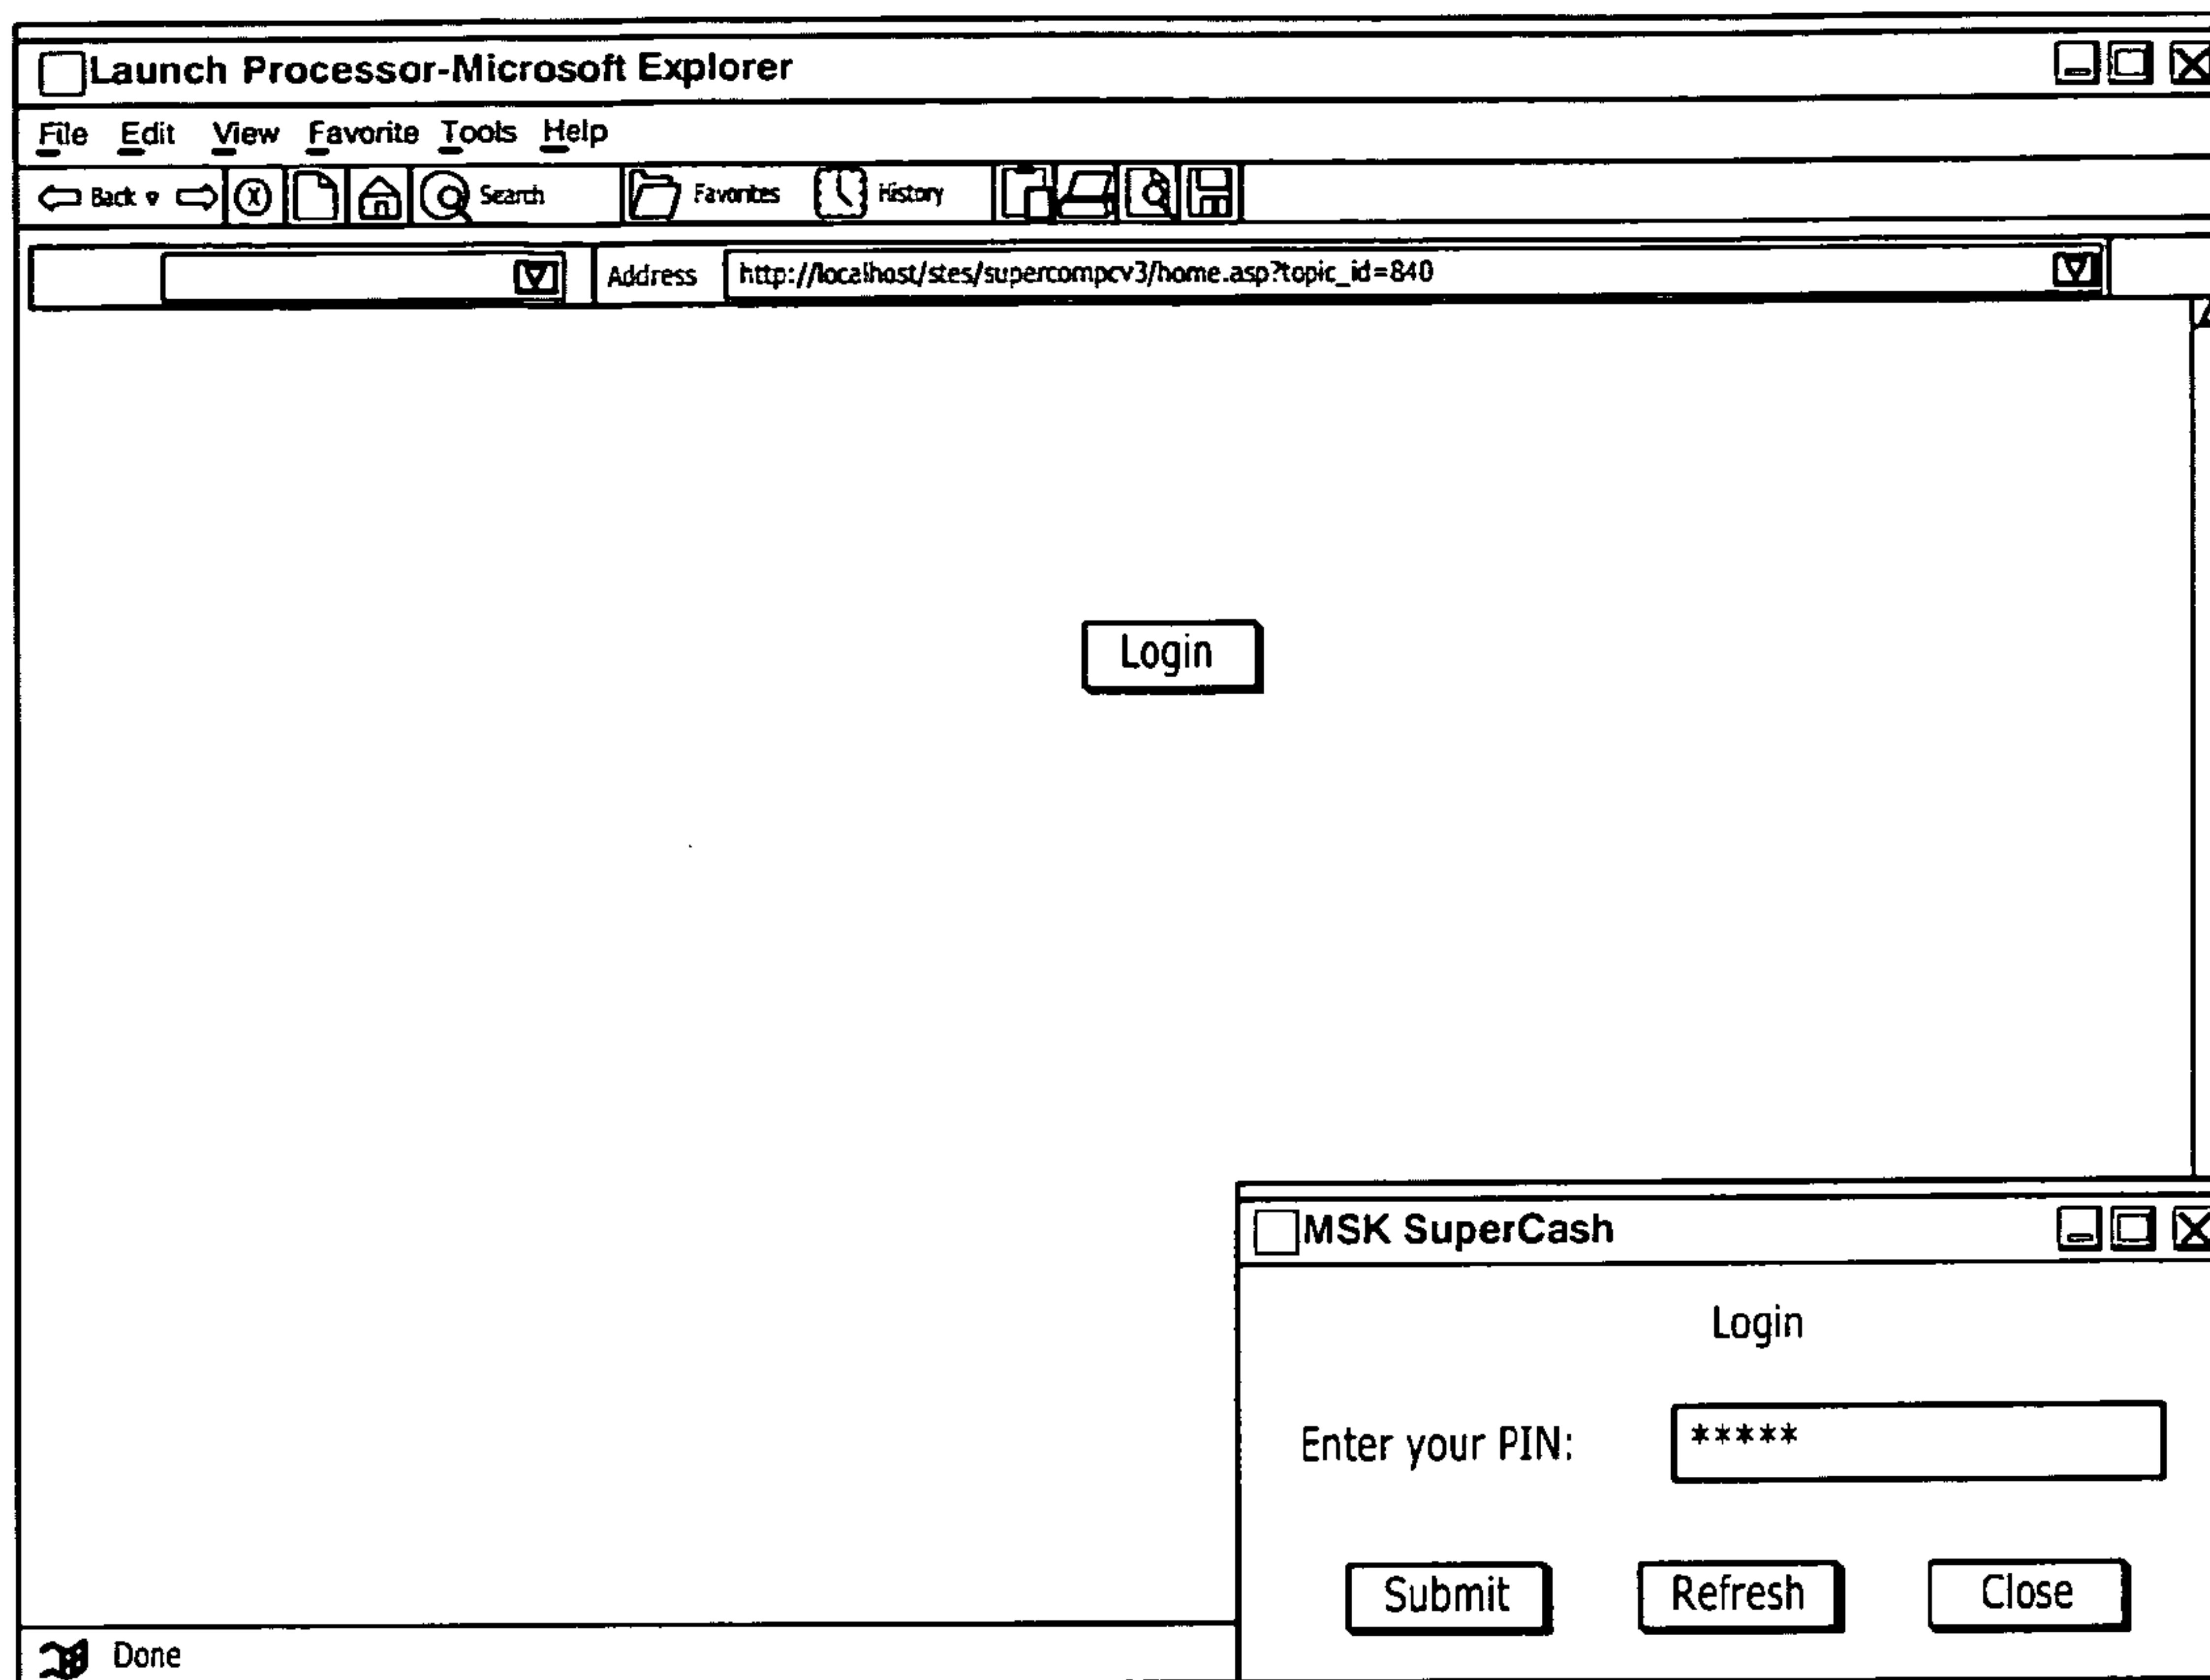 Launch Processor-Microsoft Explorer
File Edit View Favorite Tools Help
Back Search Favorites History
Address http://localhost/stes/supercompcv3/home.asp?topic_id=840
Login
MSK SuperCash
Login
Enter your PIN: *****
Submit Refresh Close
Done